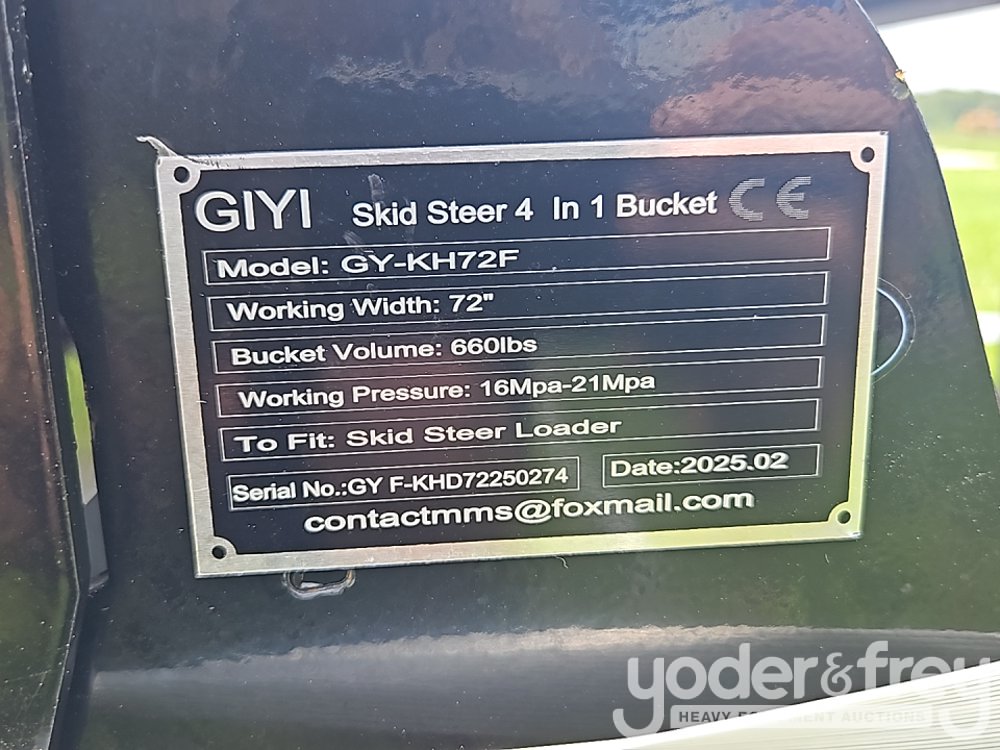 GIYI Skid Steer 4 In 1 Bucket CE
Model: GY-KH72F
Working Width: 72"
Bucket Volume: 660lbs
Working Pressure: 16Mpa-21Mpa
To Fit: Skid Steer Loader
Serial No.:GY F-KHD72250274 Date:2025.02
contactmms@foxmail.com
yoder&frey
HEAVY EQUIPMENT AUCTIONS